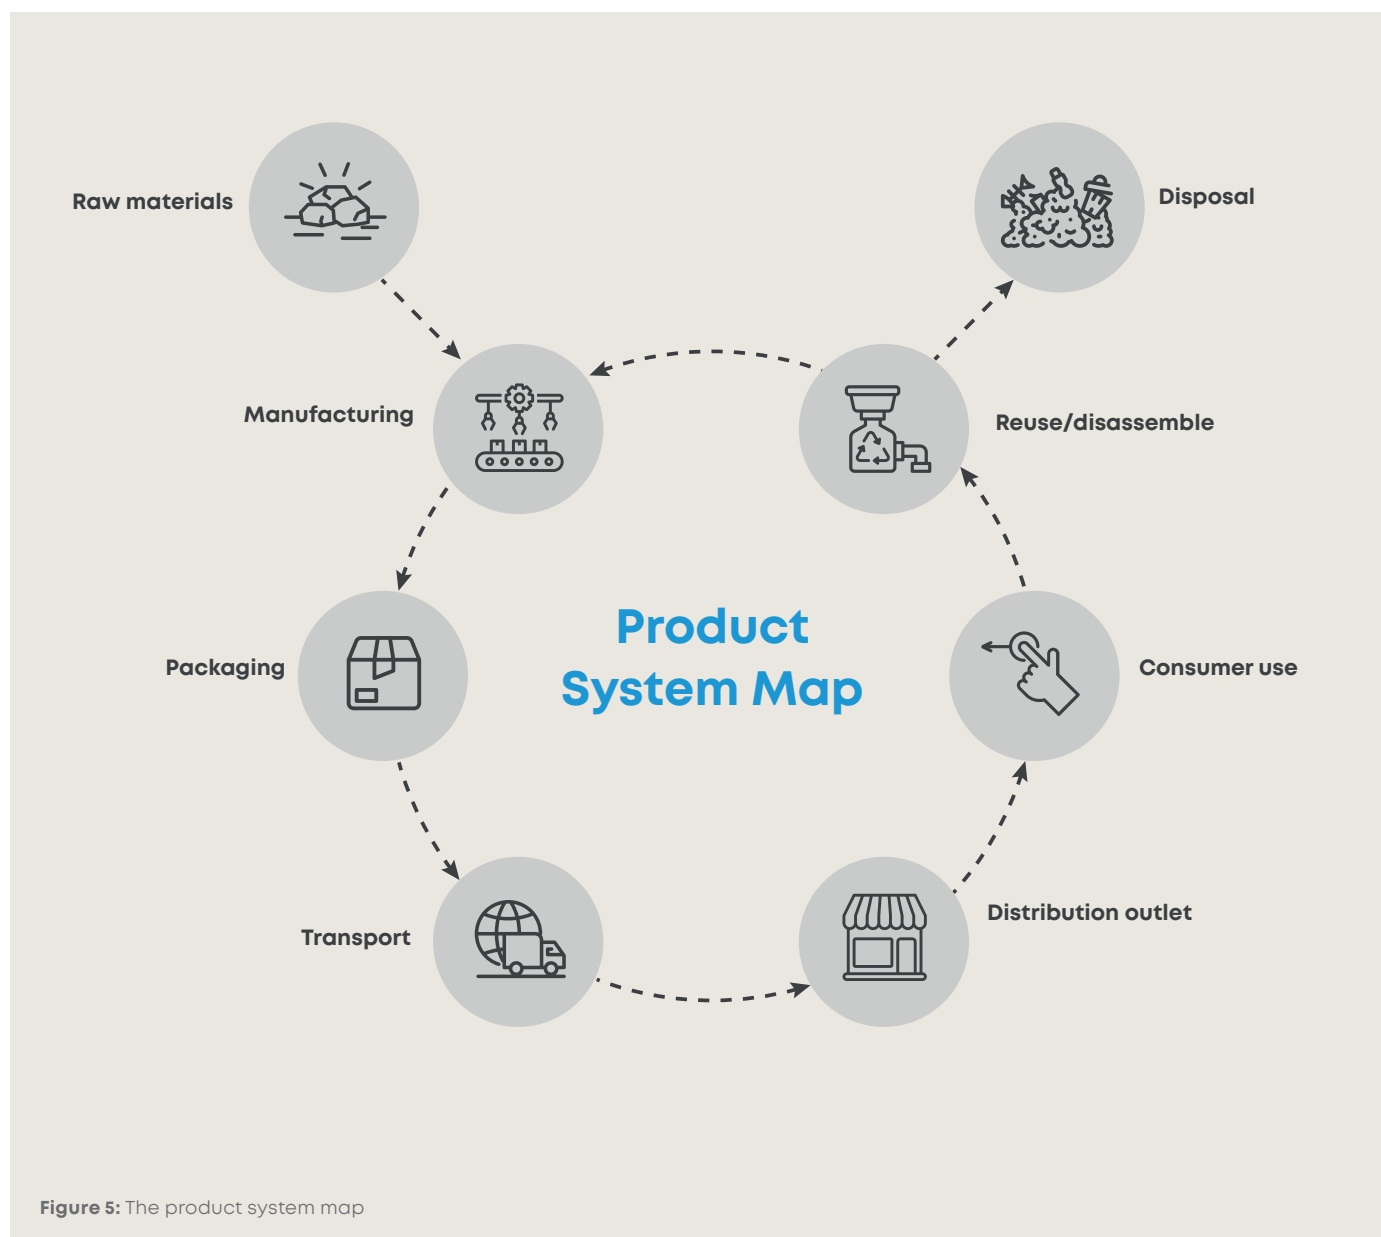 Raw materials
Disposal
Manufacturing
Reuse/disassemble
Product
System Map
Packaging
Consumer use
Transport
Distribution outlet
Figure 5: The product system map